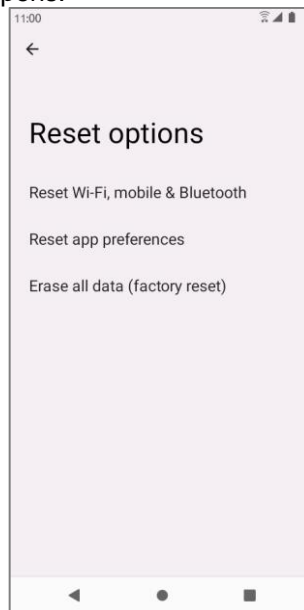 11:00
Reset options
Reset Wi-Fi, mobile & Bluetooth
Reset app preferences
Erase all data (factory reset)